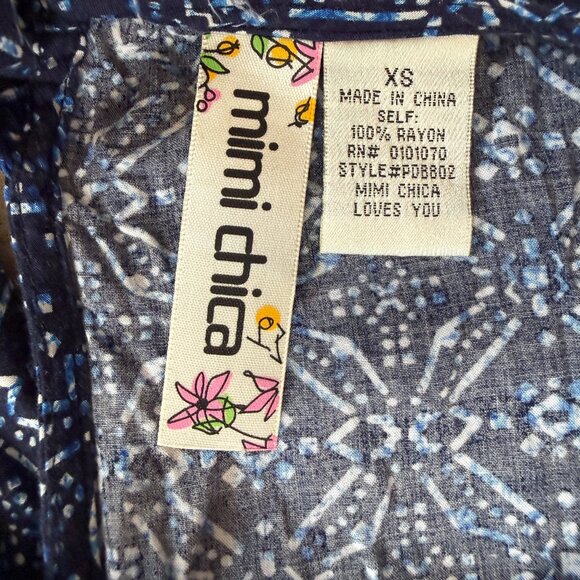 mimi chica
XS
MADE IN CHINA
SELF:
100% RAYON
RN# 0101070
STYLE#PDB802
MIMI CHICA
LOVES YOU